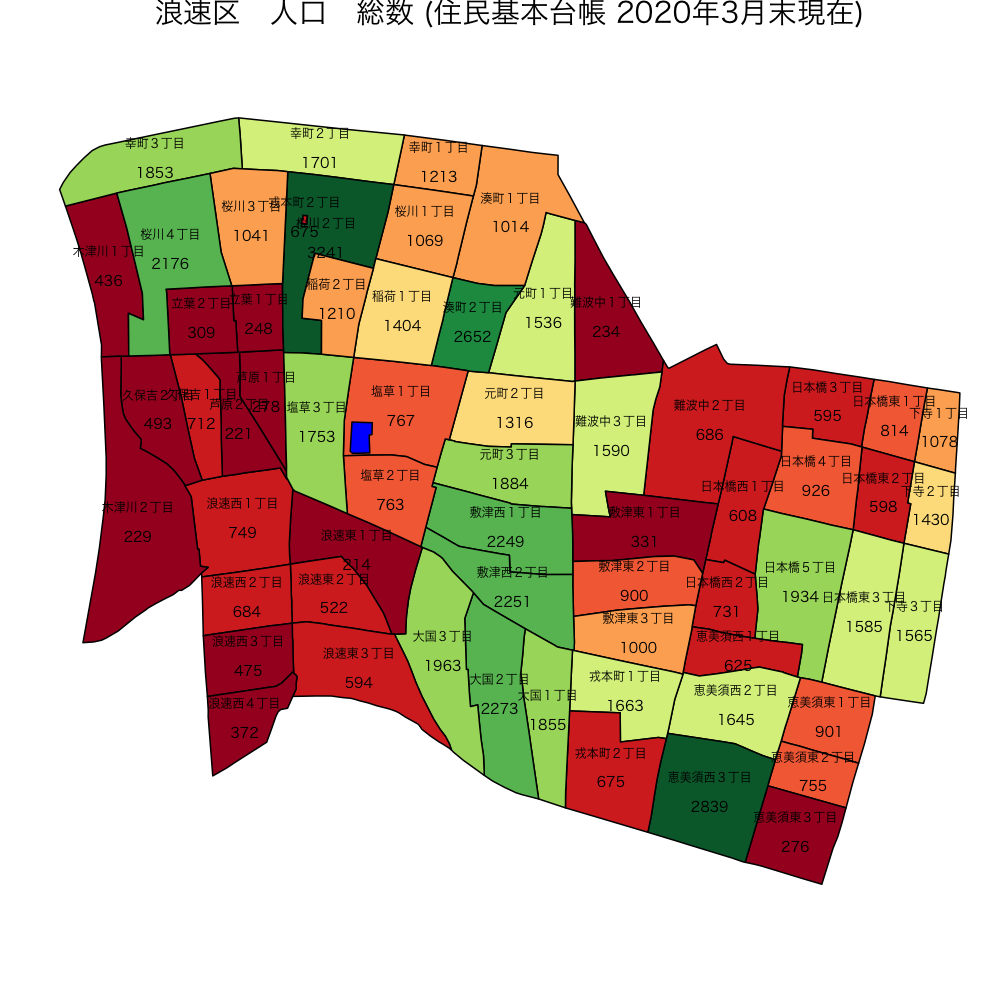 浪速区　人口　総数 (住民基本台帳 2020年3月末現在)
幸町３丁目
1853
幸町２丁目
1701
幸町１丁目
1213
湊町１丁目
1014
桜川４丁目
2176
桜川３丁目
1041
戎本町２丁目
675
桜川２丁目
3241
桜川１丁目
1069
木津川１丁目
436
立葉２丁目
309
立葉１丁目
248
稲荷２丁目
1210
稲荷１丁目
1404
湊町２丁目
2652
元町１丁目
1536
難波中１丁目
234
久保吉２丁目
493
久保吉１丁目
712
芦原２丁目
221
芦原１丁目
278
塩草３丁目
1753
塩草１丁目
767
元町２丁目
1316
難波中３丁目
1590
難波中２丁目
686
日本橋３丁目
595
日本橋東１丁目
814
下寺１丁目
1078
塩草２丁目
763
元町３丁目
1884
日本橋４丁目
926
日本橋東２丁目
598
下寺２丁目
1430
日本橋西１丁目
608
木津川２丁目
229
浪速西１丁目
749
浪速東１丁目
214
敷津西１丁目
2249
敷津東１丁目
331
浪速西２丁目
684
浪速東２丁目
522
敷津西２丁目
2251
敷津東２丁目
900
日本橋西２丁目
731
日本橋５丁目
1934
日本橋東３丁目
1585
下寺３丁目
1565
敷津東３丁目
1000
浪速西３丁目
475
浪速東３丁目
594
大国３丁目
1963
恵美須西１丁目
625
浪速西４丁目
372
大国２丁目
2273
大国１丁目
1855
戎本町１丁目
1663
恵美須西２丁目
1645
恵美須東１丁目
901
戎本町２丁目
675
恵美須西３丁目
2839
恵美須東２丁目
755
恵美須東３丁目
276